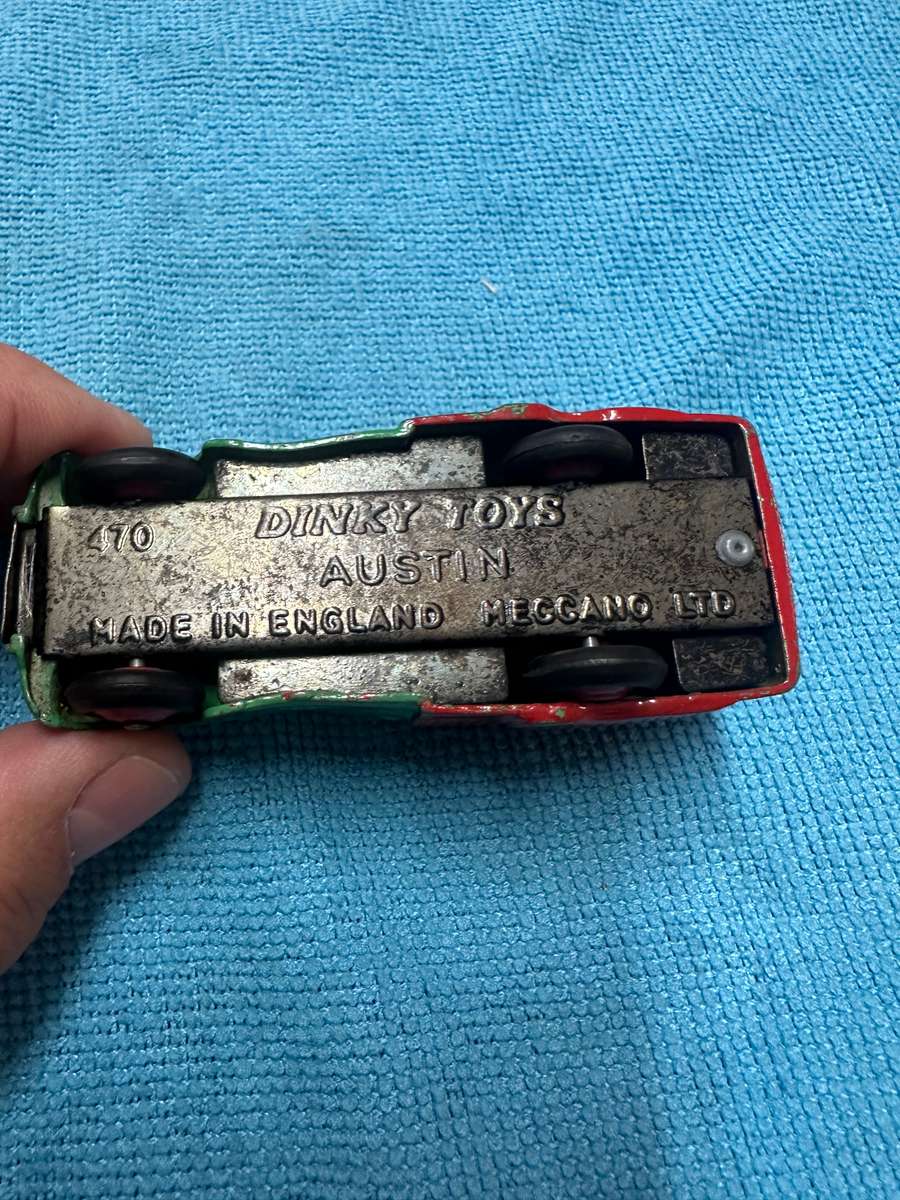 470 DINKY TOYS
AUSTIN
MADE IN ENGLAND MECCANO LTD